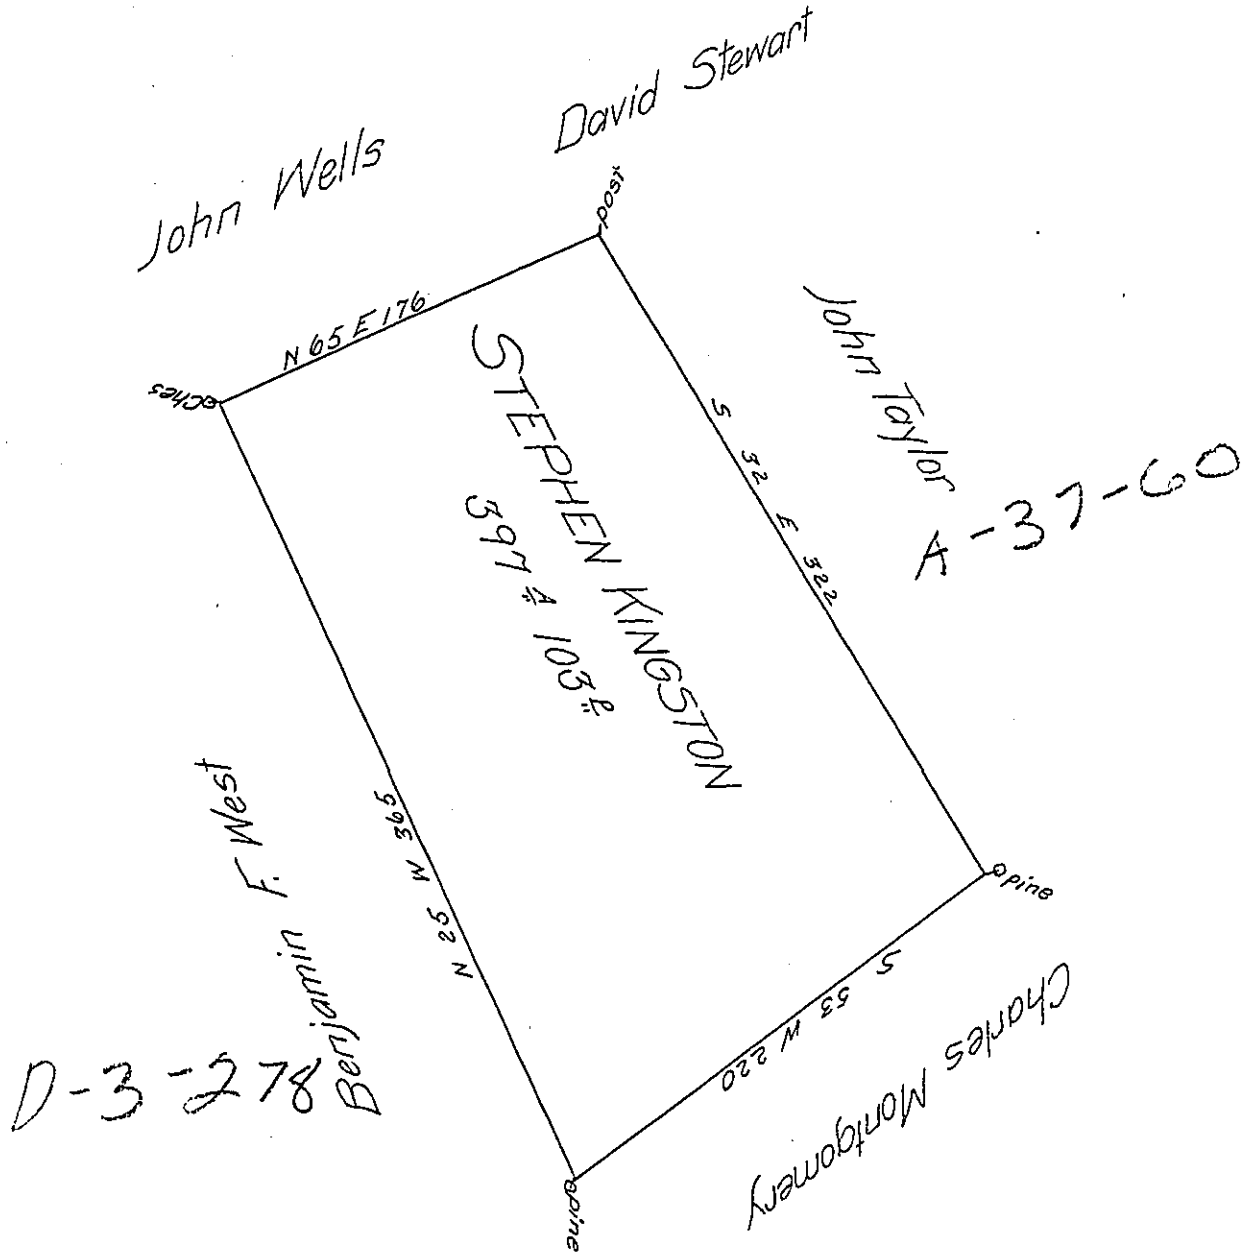 David Stewart
John Wells
post
N 65 E 176
Ches
John Taylor
A-37-60
S 32 E 322
STEPHEN KINGSTON
397 A 103 P
Benjamin F. West
D-3-278
N 25 W 365
pine
S 53 W 220
Charles Montgomery
pine